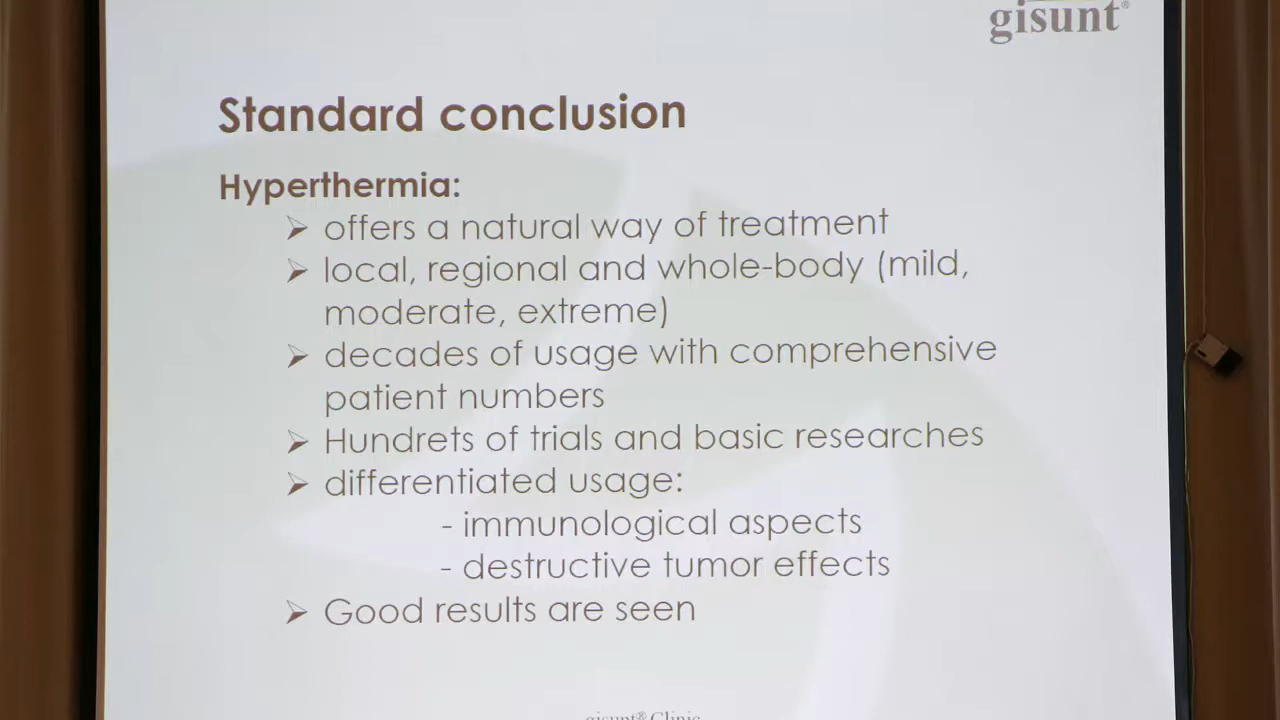 gisunt®
Standard conclusion
Hyperthermia:
➢ offers a natural way of treatment
➢ local, regional and whole-body (mild,
moderate, extreme)
➢ decades of usage with comprehensive
patient numbers
➢ Hundrets of trials and basic researches
➢ differentiated usage:
- immunological aspects
- destructive tumor effects
➢ Good results are seen
gisunt® Clinic